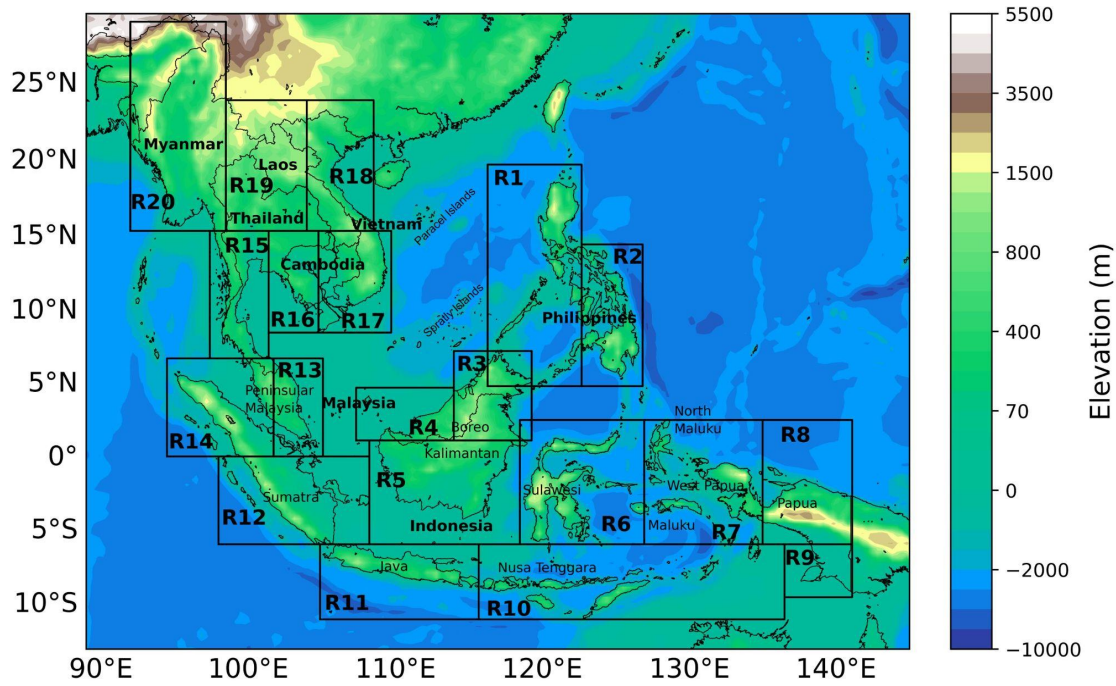 25°N
20°N
15°N
10°N
5°N
0°
5°S
10°S
90°E
100°E
110°E
120°E
130°E
140°E
Myanmar
R20
Laos
R19
R18
Thailand
Vietnam
R15
Cambodia
R16
R17
Paracel Islands
Spratly Islands
R1
R2
Philippines
R3
R13
Peninsular
Malaysia
Malaysia
R14
R4
Boreo
R5
Kalimantan
Indonesia
Sumatra
R12
Sulawesi
R6
North
Maluku
West Papua
Maluku
R7
R8
Papua
R9
Java
R11
Nusa Tenggara
R10
5500
3500
1500
800
400
70
0
−2000
−10000
Elevation (m)